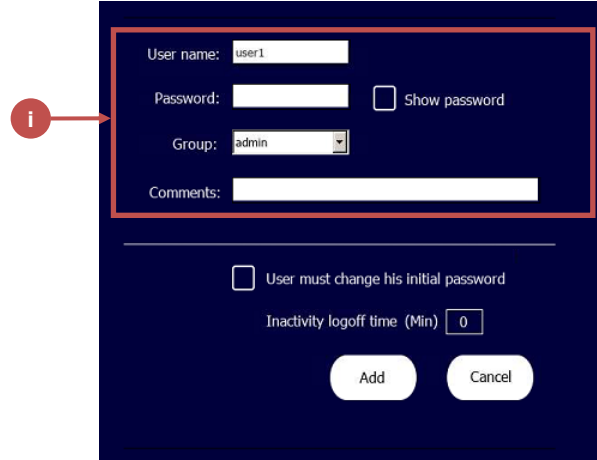 User name: user1
Password: Show password
i
Group: admin
Comments:
User must change his initial password
Inactivity logoff time (Min) 0
Add Cancel